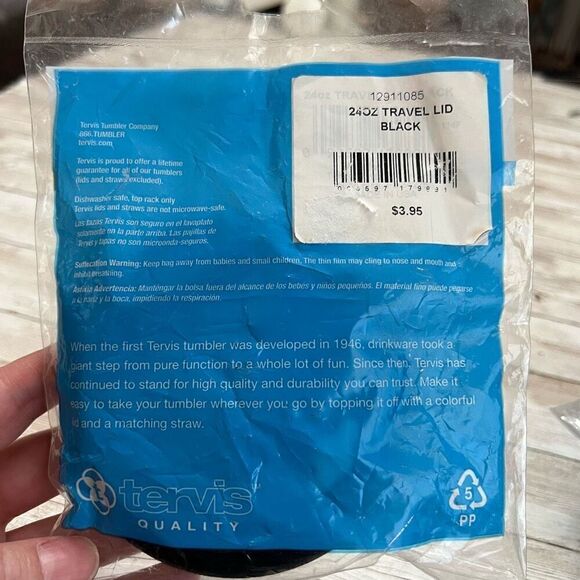 Tervis Tumbler Company
866.TUMBLER
tervis.com
Tervis is proud to offer a lifetime
guarantee for all of our tumblers
(lids and straws excluded).
Dishwasher safe, top rack only
Tervis lids and straws are not microwave-safe.
Las tazas Tervis son seguro en el lavaplato
solamente en la parte arriba. Las pajillas de
Tervis y tapas no son microonda-seguros.
24oz TRAVEL ACK
12911085
24OZ TRAVEL LID
BLACK
$3.95
Suffocation Warning: Keep bag away from babies and small children. The thin film may cling to nose and mouth and
inhibit breathing.
Asfixia Advertencia: Manténgar la bolsa fuera del alcance de los bebes y niños pequeños. El material fino puede pegarse
a la nariz y la boca, impidiendo la respiración.
When the first Tervis tumbler was developed in 1946, drinkware took a
giant step from pure function to a whole lot of fun. Since then, Tervis has
continued to stand for high quality and durability you can trust. Make it
easy to take your tumbler wherever you go by topping it off with a colorful
lid and a matching straw.
tervis
QUALITY
5
PP